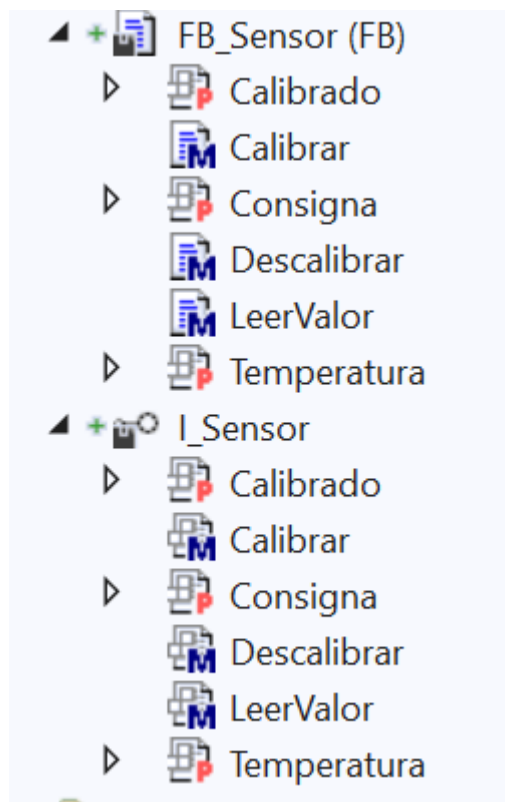 FB_Sensor (FB)
Calibrado
Calibrar
Consigna
Descalibrar
LeerValor
Temperatura
I_Sensor
Calibrado
Calibrar
Consigna
Descalibrar
LeerValor
Temperatura